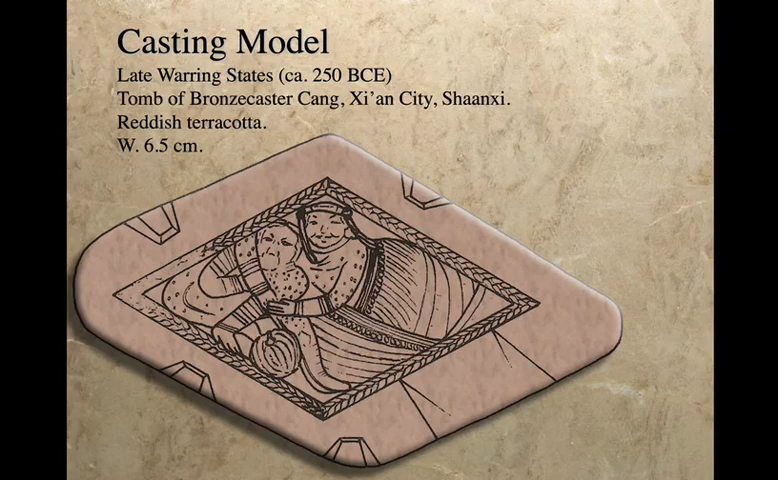 Casting Model
Late Warring States (ca. 250 BCE)
Tomb of Bronzecaster Cang, Xi’an City, Shaanxi.
Reddish terracotta.
W. 6.5 cm.